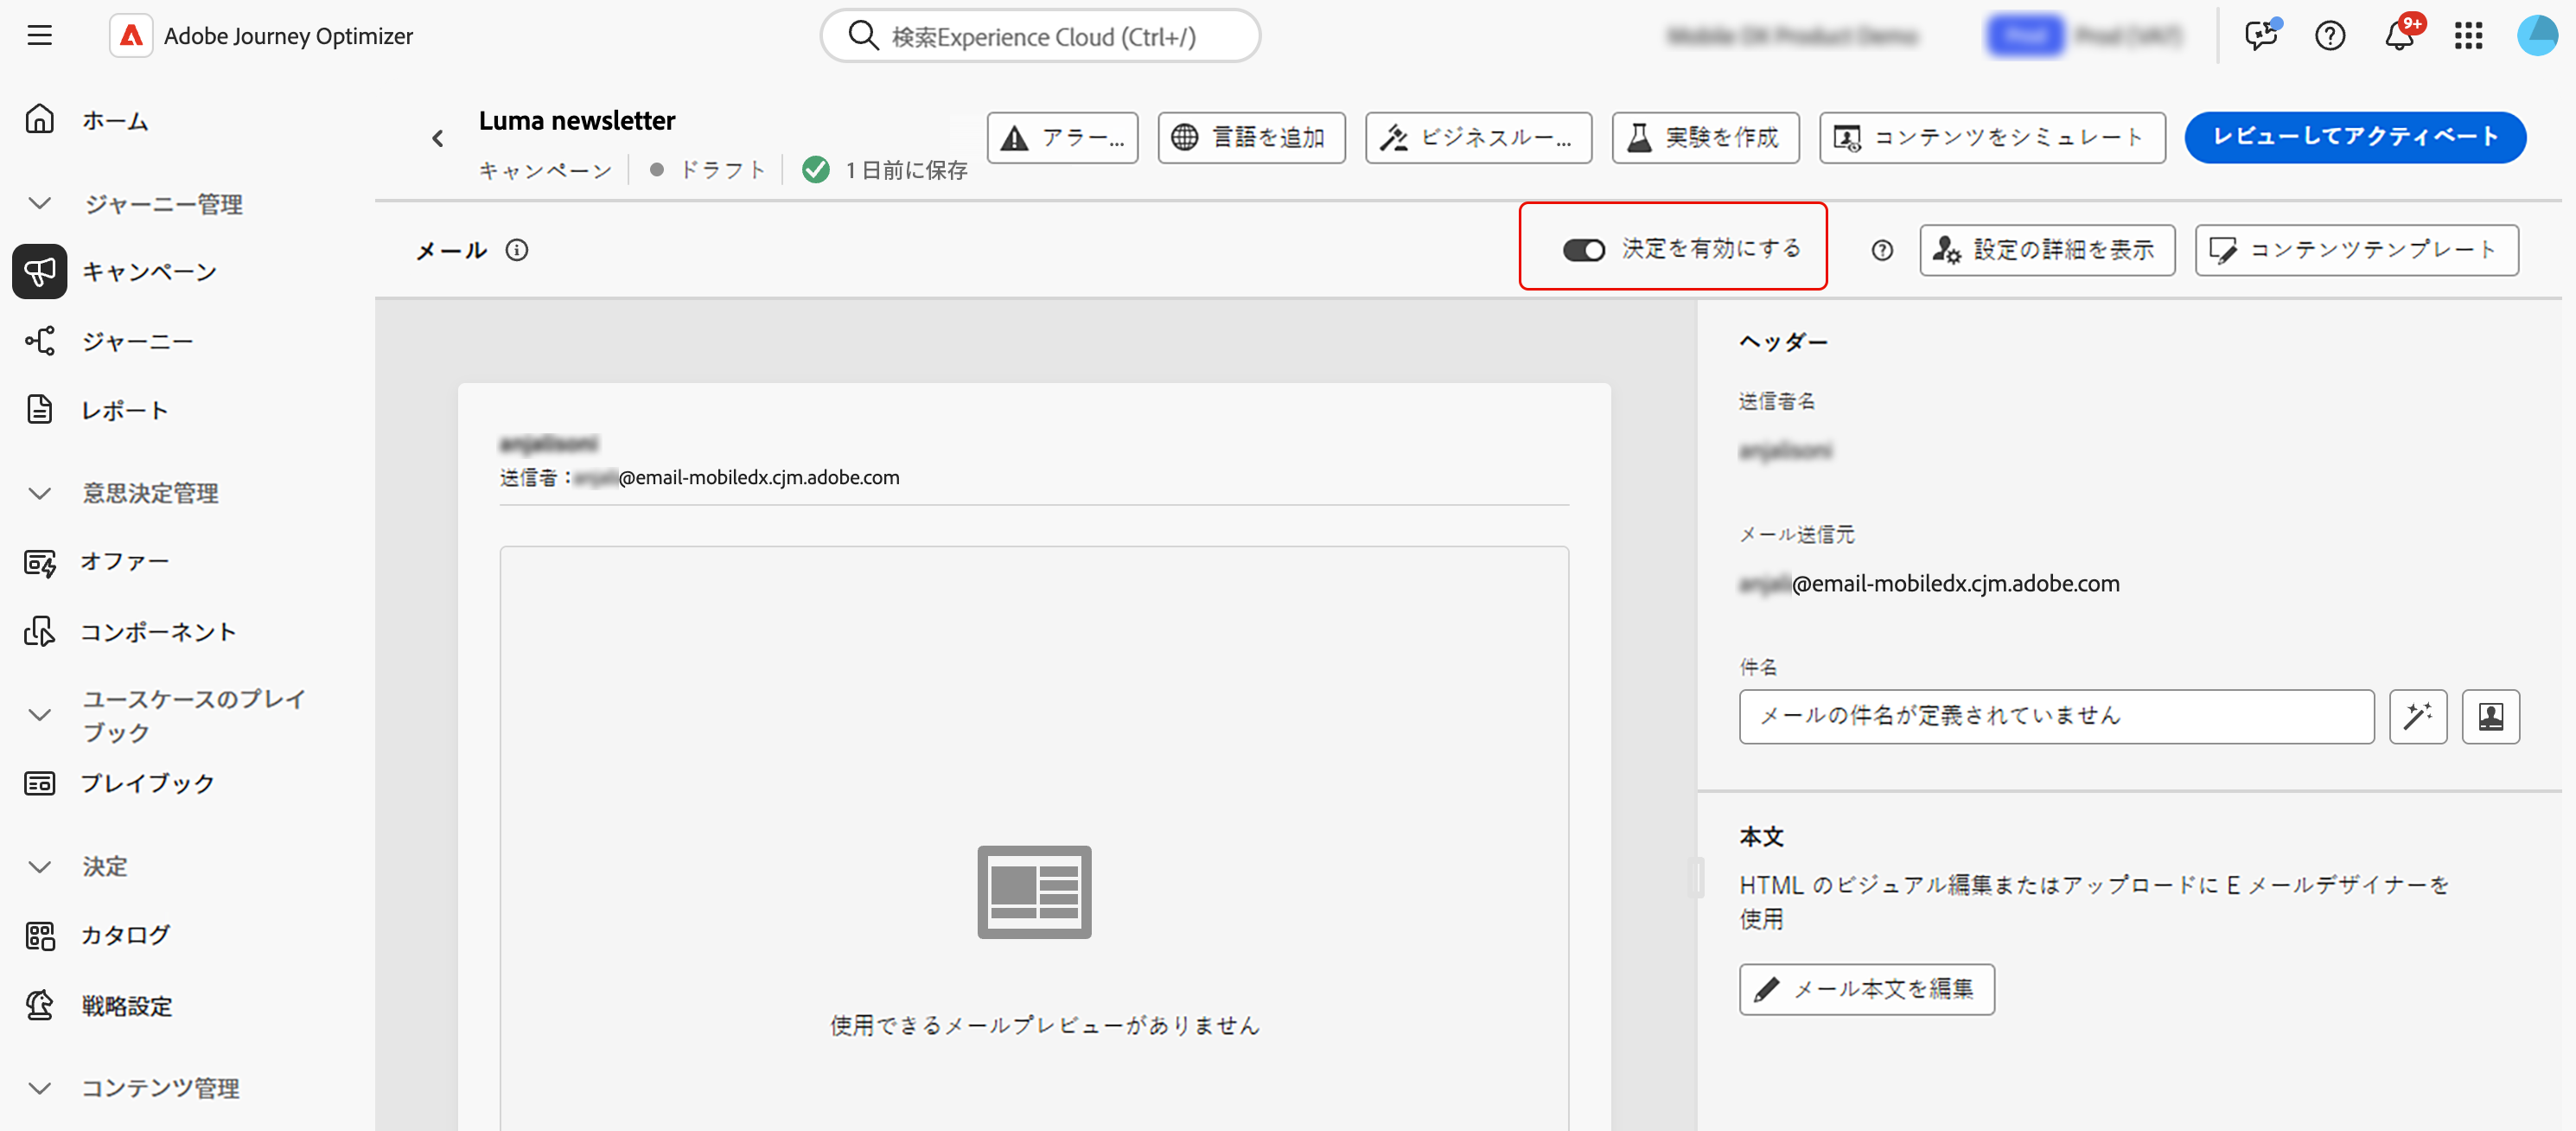 Adobe Journey Optimizer
検索Experience Cloud (Ctrl+/)
9+
ホーム
ジャーニー管理
キャンペーン
ジャーニー
レポート
意思決定管理
オファー
コンポーネント
ユースケースのプレイ
ブック
プレイブック
決定
カタログ
戦略設定
コンテンツ管理
Luma newsletter
キャンペーン
ドラフト
1 日前に保存
アラー...
言語を追加
ビジネスルー...
実験を作成
コンテンツをシミュレート
レビューしてアクティベート
メール
決定を有効にする
設定の詳細を表示
コンテンツテンプレート
送信者：
@email-mobiledx.cjm.adobe.com
使用できるメールプレビューがありません
ヘッダー
送信者名
メール送信元
@email-mobiledx.cjm.adobe.com
件名
メールの件名が定義されていません
本文
HTML のビジュアル編集またはアップロードに E メールデザイナーを
使用
メール本文を編集